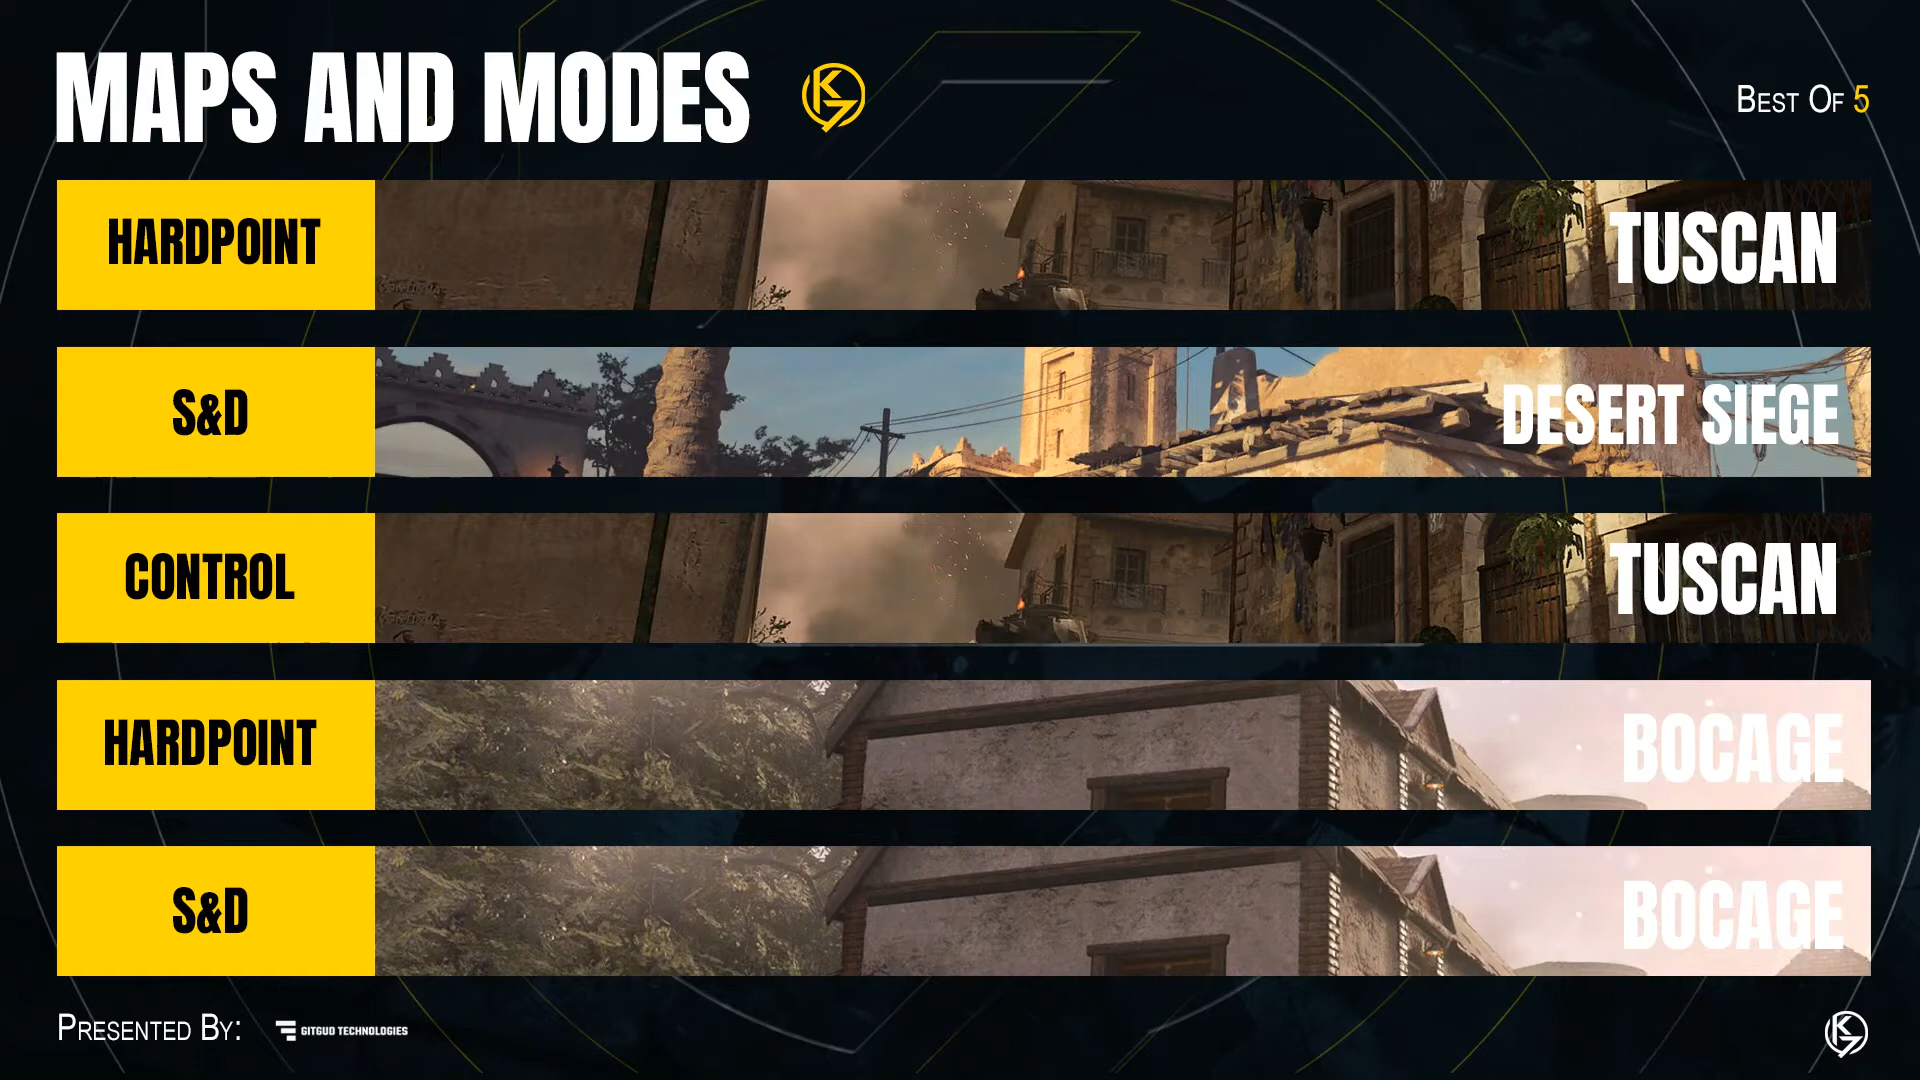 MAPS AND MODES
BEST OF 5
HARDPOINT
TUSCAN
S&D
DESERT SIEGE
CONTROL
TUSCAN
HARDPOINT
BOCAGE
S&D
BOCAGE
PRESENTED BY:
GITGUD TECHNOLOGIES